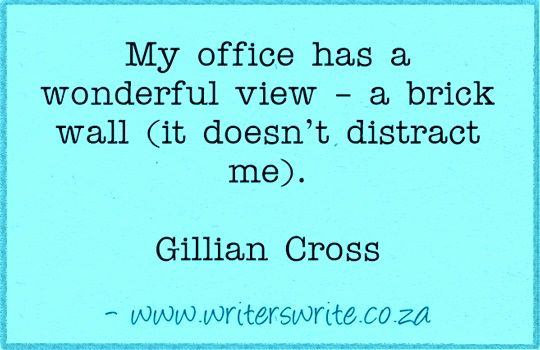 My office has a
wonderful view – a brick
wall (it doesn’t distract
me).
Gillian Cross
- www.writerswrite.co.za